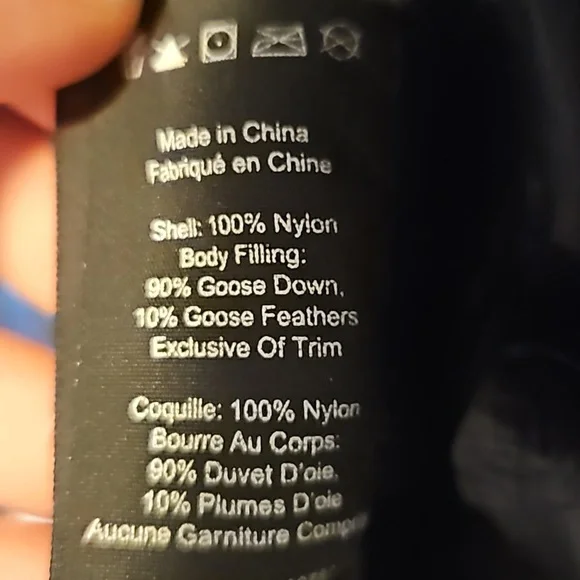 Made in China
Fabriqué en Chine
Shell: 100% Nylon
Body Filling:
90% Goose Down,
10% Goose Feathers
Exclusive Of Trim
Coquille: 100% Nylon
Bourre Au Corps:
90% Duvet D'oie,
10% Plumes D'oie
Aucune Garniture